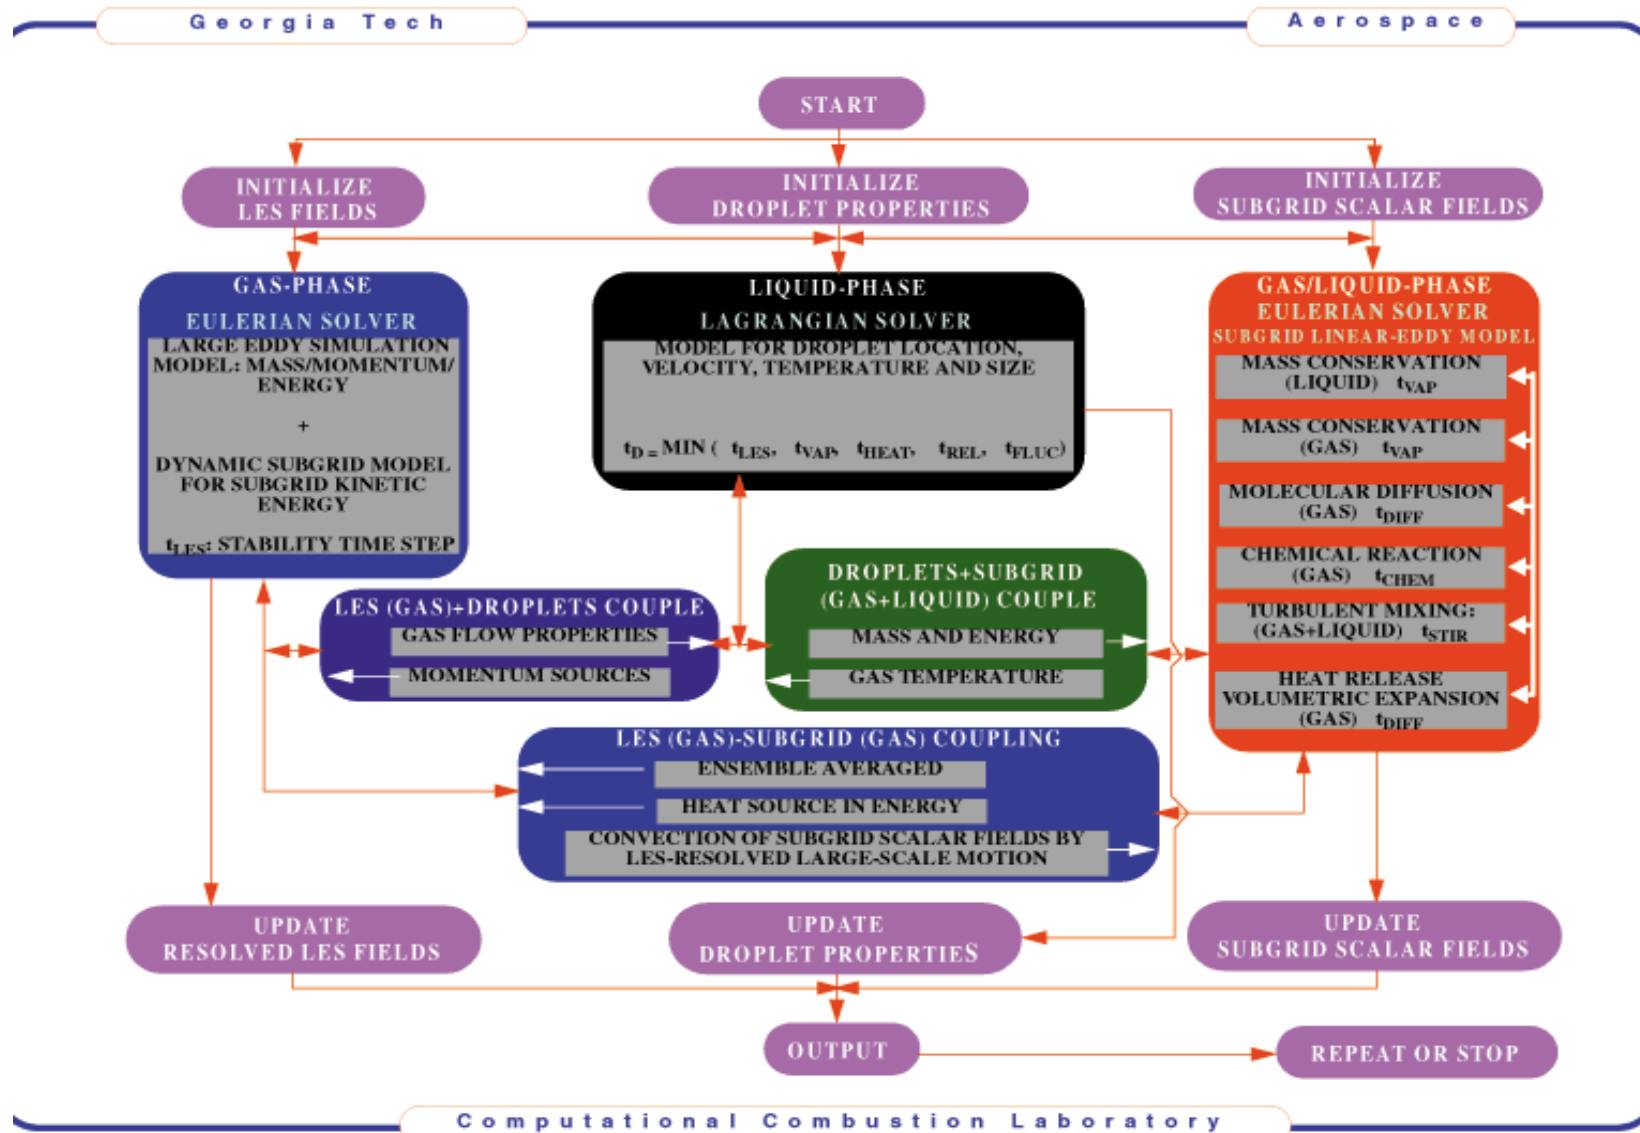 Georgia Tech
Aerospace
START
INITIALIZE
LES FIELDS
INITIALIZE
DROPLET PROPERTIES
INITIALIZE
SUBGRID SCALAR FIELDS
GAS-PHASE
EULERIAN SOLVER
LARGE EDDY SIMULATION
MODEL: MASS/MOMENTUM/
ENERGY
+
DYNAMIC SUBGRID MODEL
FOR SUBGRID KINETIC
ENERGY
tLES: STABILITY TIME STEP
LIQUID-PHASE
LAGRANGIAN SOLVER
MODEL FOR DROPLET LOCATION,
VELOCITY, TEMPERATURE AND SIZE
tD = MIN ( tLES, tVAP, tHEAT, tREL, tFLUC)
GAS/LIQUID-PHASE
EULERIAN SOLVER
SUBGRID LINEAR-EDDY MODEL
MASS CONSERVATION
(LIQUID) tVAP
MASS CONSERVATION
(GAS) tVAP
MOLECULAR DIFFUSION
(GAS) tDIFF
CHEMICAL REACTION
(GAS) tCHEM
TURBULENT MIXING:
(GAS+LIQUID) tSTIR
HEAT RELEASE
VOLUMETRIC EXPANSION
(GAS) tDIFF
LES (GAS)+DROPLETS COUPLE
GAS FLOW PROPERTIES
MOMENTUM SOURCES
DROPLETS+SUBGRID
(GAS+LIQUID) COUPLE
MASS AND ENERGY
GAS TEMPERATURE
LES (GAS)-SUBGRID (GAS) COUPLING
ENSEMBLE AVERAGED
HEAT SOURCE IN ENERGY
CONVECTION OF SUBGRID SCALAR FIELDS BY
LES-RESOLVED LARGE-SCALE MOTION
UPDATE
RESOLVED LES FIELDS
UPDATE
DROPLET PROPERTIES
UPDATE
SUBGRID SCALAR FIELDS
OUTPUT
REPEAT OR STOP
Computational Combustion Laboratory